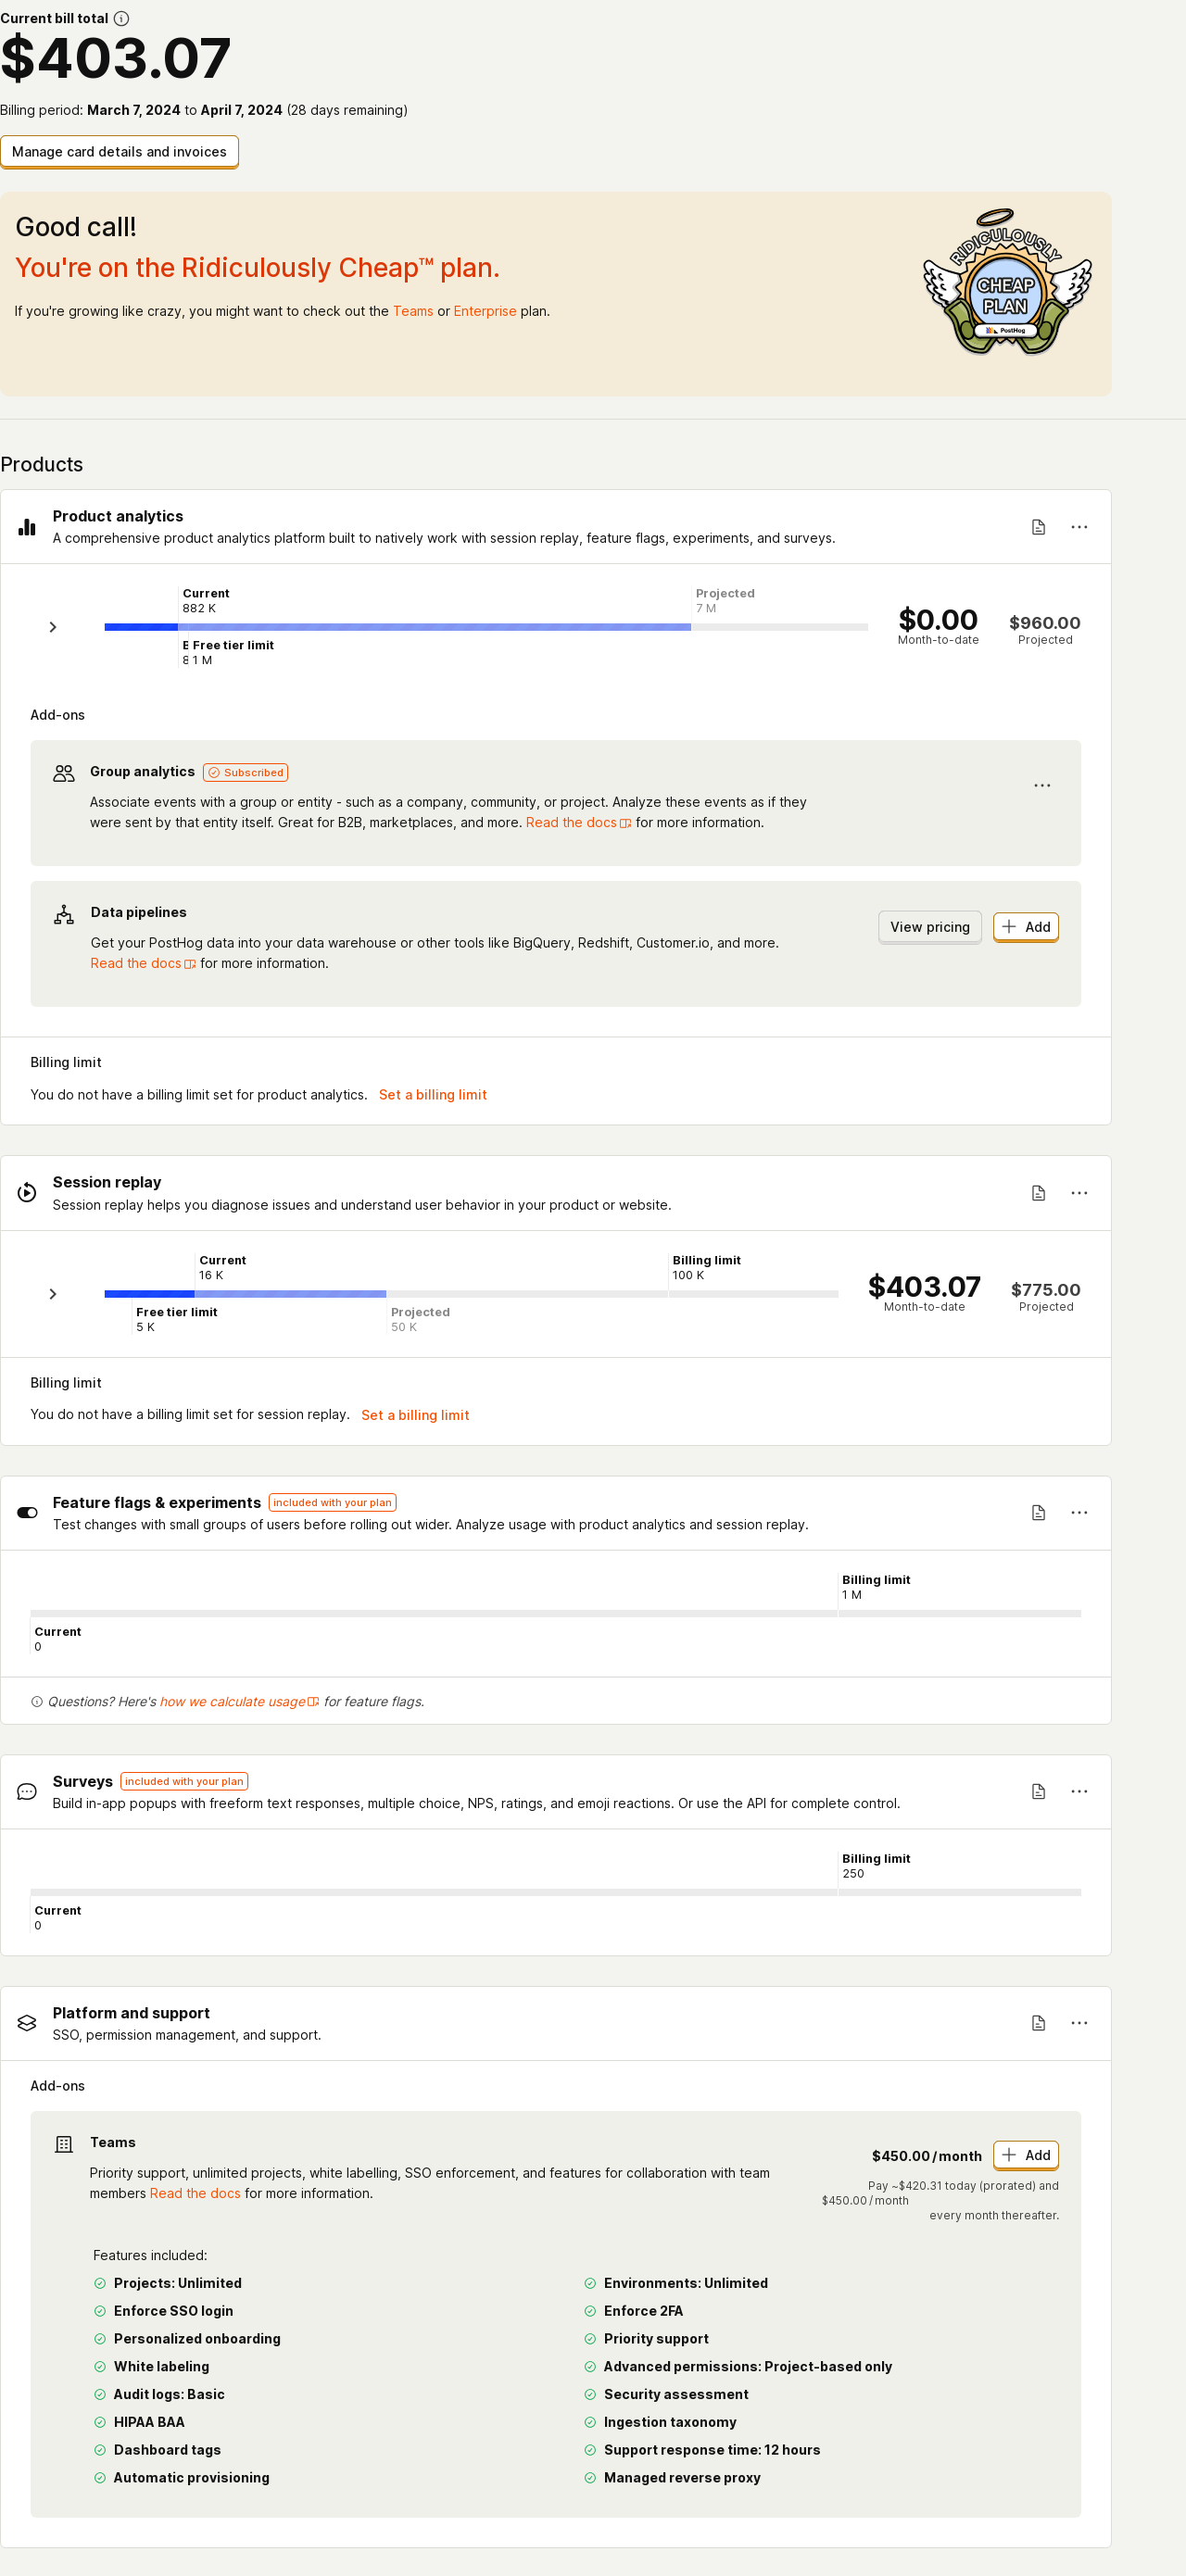 Current bill total
$403.07
Billing period: March 7, 2024 to April 7, 2024 (28 days remaining)
Manage card details and invoices
Good call!
You're on the Ridiculously Cheap™ plan.
If you're growing like crazy, you might want to check out the Teams or Enterprise plan.
RIDICULOUSLY
CHEAP
PLAN
PostHog
Products
Product analytics
A comprehensive product analytics platform built to natively work with session replay, feature flags, experiments, and surveys.
Current
882 K
Projected
7 M
Free tier limit
1 M
$0.00
Month-to-date
$960.00
Projected
Add-ons
Group analytics Subscribed
Associate events with a group or entity - such as a company, community, or project. Analyze these events as if they
were sent by that entity itself. Great for B2B, marketplaces, and more. Read the docs for more information.
Data pipelines
Get your PostHog data into your data warehouse or other tools like BigQuery, Redshift, Customer.io, and more.
Read the docs for more information.
View pricing
Add
Billing limit
You do not have a billing limit set for product analytics. Set a billing limit
Session replay
Session replay helps you diagnose issues and understand user behavior in your product or website.
Current
16 K
Billing limit
100 K
Free tier limit
5 K
Projected
50 K
$403.07
Month-to-date
$775.00
Projected
Billing limit
You do not have a billing limit set for session replay. Set a billing limit
Feature flags & experiments included with your plan
Test changes with small groups of users before rolling out wider. Analyze usage with product analytics and session replay.
Billing limit
1 M
Current
0
Questions? Here's how we calculate usage for feature flags.
Surveys included with your plan
Build in-app popups with freeform text responses, multiple choice, NPS, ratings, and emoji reactions. Or use the API for complete control.
Billing limit
250
Current
0
Platform and support
SSO, permission management, and support.
Add-ons
Teams
Priority support, unlimited projects, white labelling, SSO enforcement, and features for collaboration with team
members Read the docs for more information.
$450.00/month
Add
Pay ~$420.31 today (prorated) and
$450.00/month
every month thereafter.
Features included:
Projects: Unlimited
Environments: Unlimited
Enforce SSO login
Enforce 2FA
Personalized onboarding
Priority support
White labeling
Advanced permissions: Project-based only
Audit logs: Basic
Security assessment
HIPAA BAA
Ingestion taxonomy
Dashboard tags
Support response time: 12 hours
Automatic provisioning
Managed reverse proxy